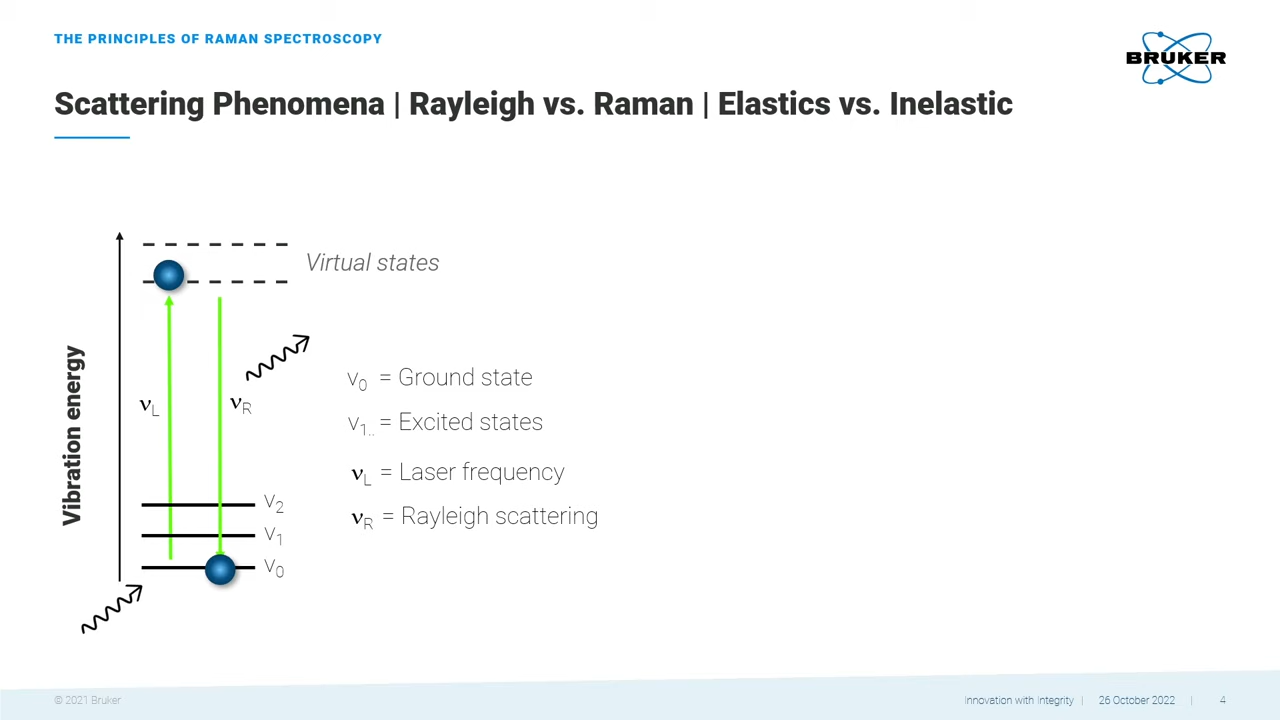 THE PRINCIPLES OF RAMAN SPECTROSCOPY
BRUKER
Scattering Phenomena | Rayleigh vs. Raman | Elastics vs. Inelastic
Virtual states
Vibration energy
νL
νR
v0 = Ground state
v1.. = Excited states
νL = Laser frequency
νR = Rayleigh scattering
v2
v1
v0
© 2021 Bruker
Innovation with Integrity | 26 October 2022 | 4